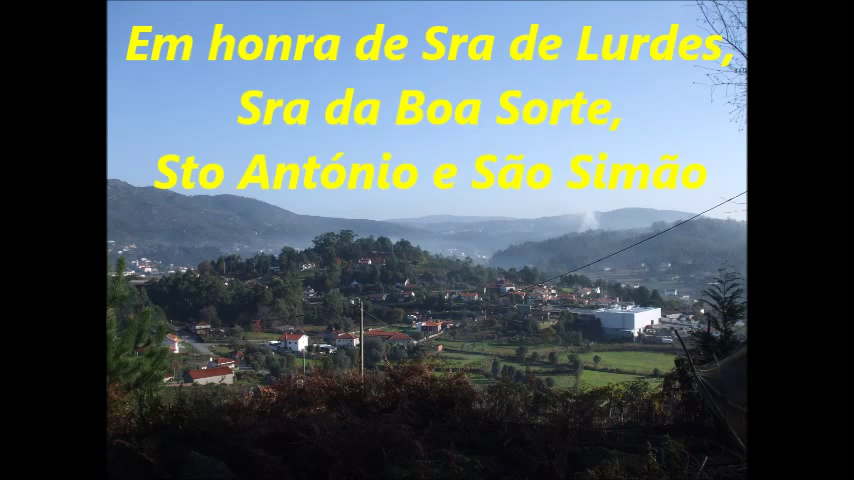 Em honra de Sra de Lurdes,
Sra da Boa Sorte,
Sto António e São Simão